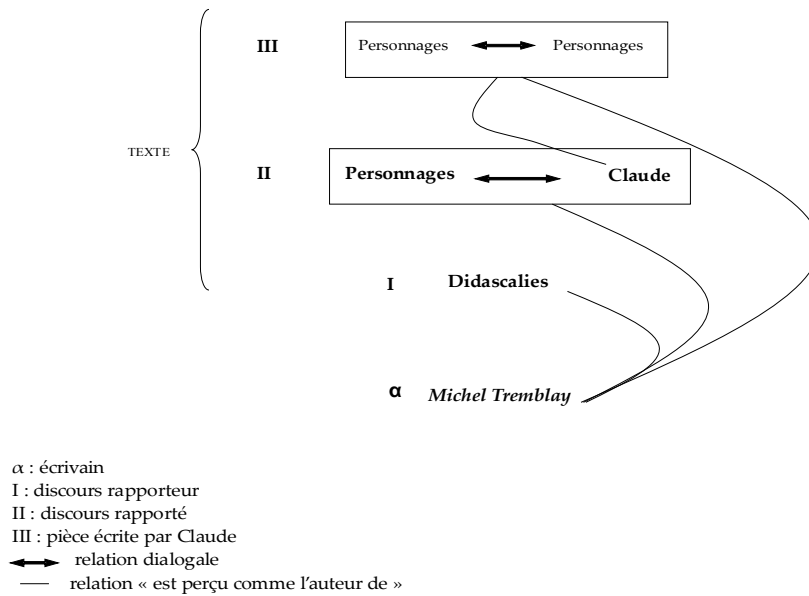 III Personnages Personnages
TEXTE
II Personnages Claude
I Didascalies
α Michel Tremblay
α : écrivain
I : discours rapporteur
II : discours rapporté
III : pièce écrite par Claude
relation dialogale
relation « est perçu comme l'auteur de »